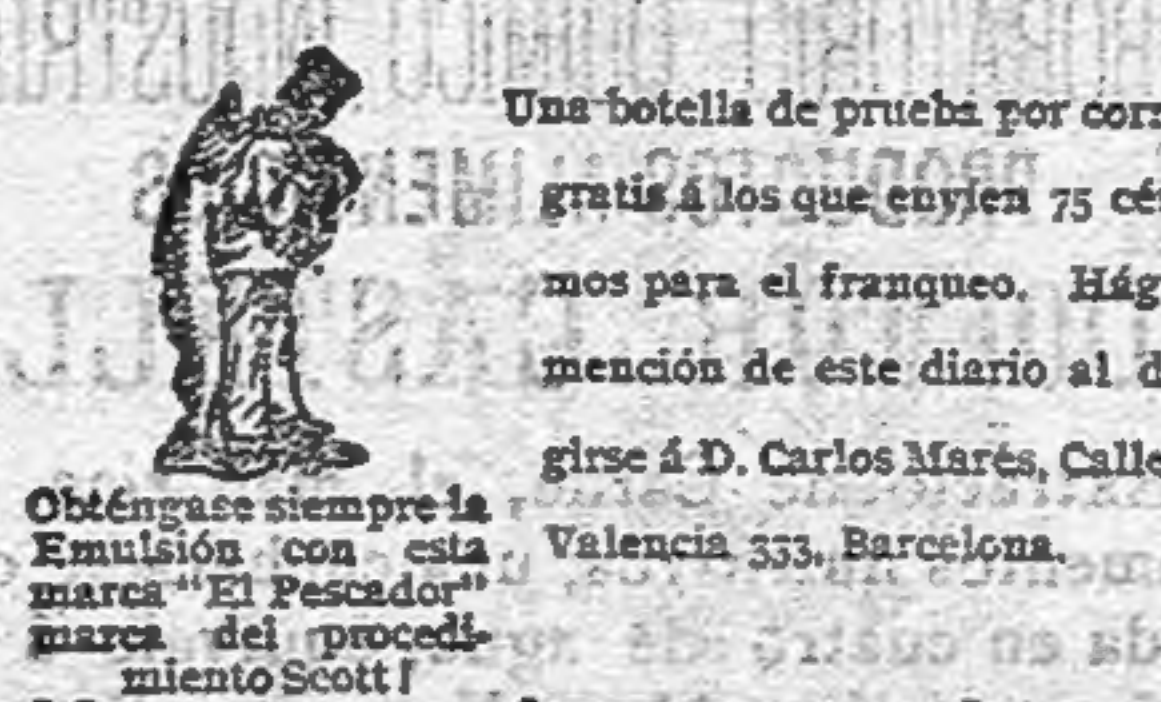 Una botella de prueba por corr
gratis á los que envíen 75 cé
mos para el franqueo. Hág
mención de este diario al d
girse á D. Carlos Marés, Calle
Valencia 333, Barcelona.
Obténgase siempre la
Emulsión con esta
marca "El Pescador"
marca del procedi-
miento Scott!